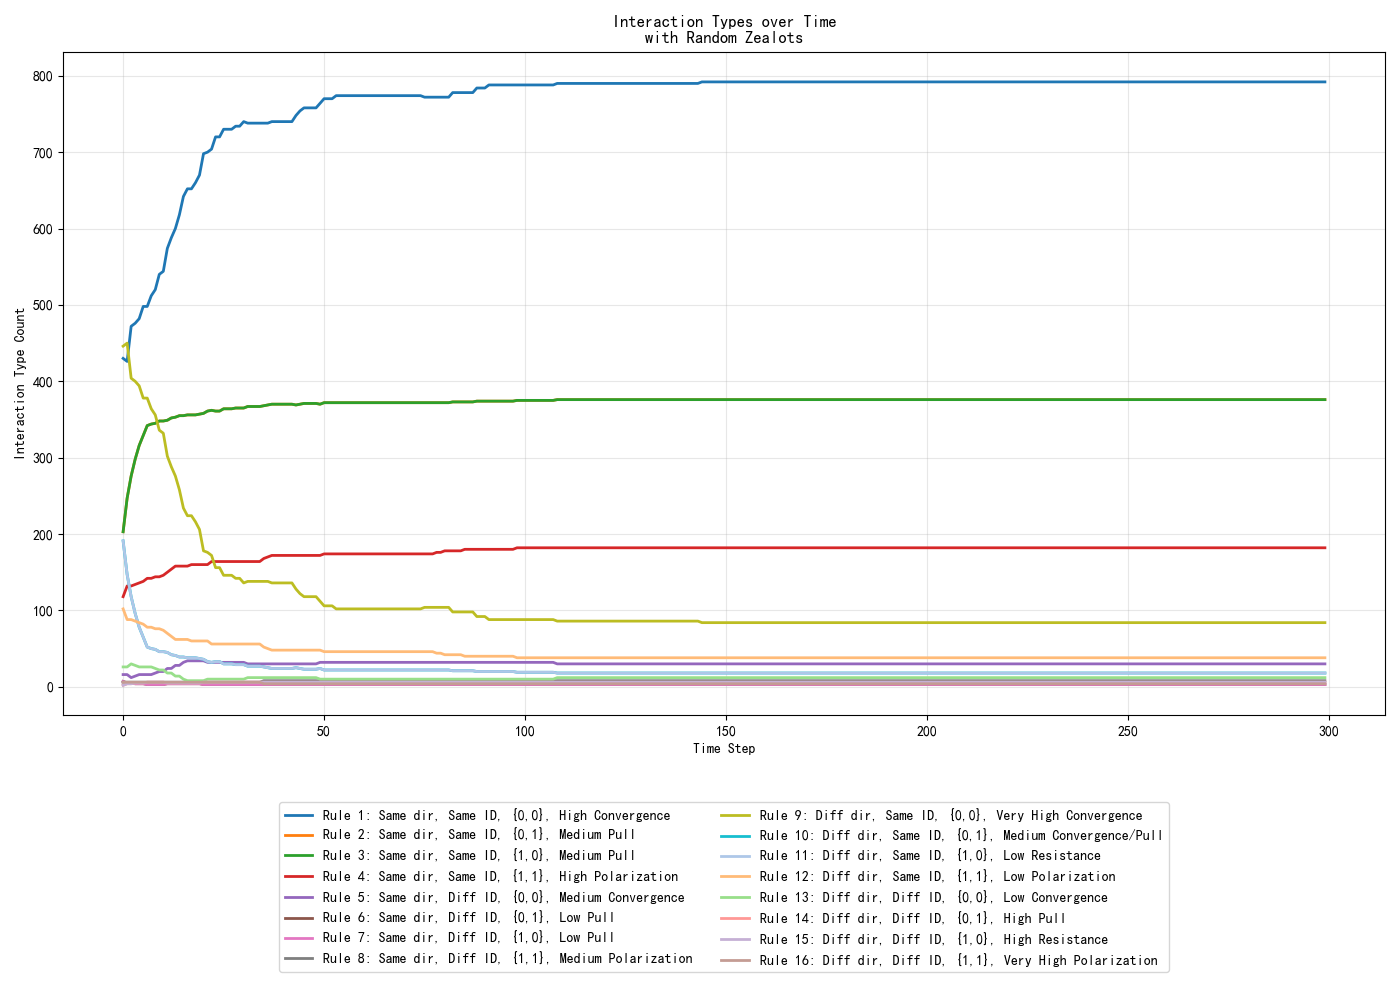 Interaction Types over Time
with Random Zealots
Interaction Type Count
800
700
600
500
400
300
200
100
0
0 50 100 150 200 250 300
Time Step
Rule 1: Same dir, Same ID, {0,0}, High Convergence
Rule 2: Same dir, Same ID, {0,1}, Medium Pull
Rule 3: Same dir, Same ID, {1,0}, Medium Pull
Rule 4: Same dir, Same ID, {1,1}, High Polarization
Rule 5: Same dir, Diff ID, {0,0}, Medium Convergence
Rule 6: Same dir, Diff ID, {0,1}, Low Pull
Rule 7: Same dir, Diff ID, {1,0}, Low Pull
Rule 8: Same dir, Diff ID, {1,1}, Medium Polarization
Rule 9: Diff dir, Same ID, {0,0}, Very High Convergence
Rule 10: Diff dir, Same ID, {0,1}, Medium Convergence/Pull
Rule 11: Diff dir, Same ID, {1,0}, Low Resistance
Rule 12: Diff dir, Same ID, {1,1}, Low Polarization
Rule 13: Diff dir, Diff ID, {0,0}, Low Convergence
Rule 14: Diff dir, Diff ID, {0,1}, High Pull
Rule 15: Diff dir, Diff ID, {1,0}, High Resistance
Rule 16: Diff dir, Diff ID, {1,1}, Very High Polarization